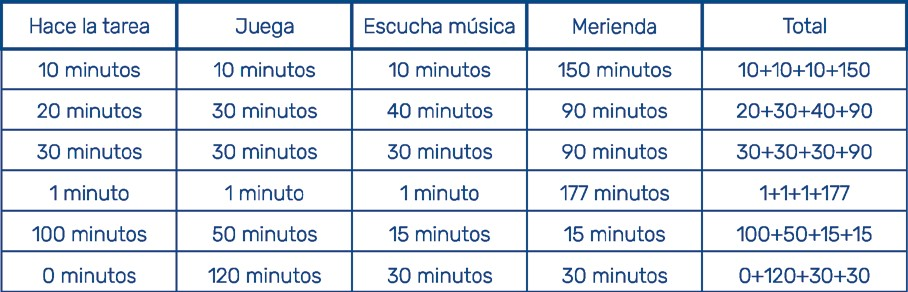 Hace la tarea Juega Escucha música Merienda Total
10 minutos 10 minutos 10 minutos 150 minutos 10+10+10+150
20 minutos 30 minutos 40 minutos 90 minutos 20+30+40+90
30 minutos 30 minutos 30 minutos 90 minutos 30+30+30+90
1 minuto 1 minuto 1 minuto 177 minutos 1+1+1+177
100 minutos 50 minutos 15 minutos 15 minutos 100+50+15+15
0 minutos 120 minutos 30 minutos 30 minutos 0+120+30+30